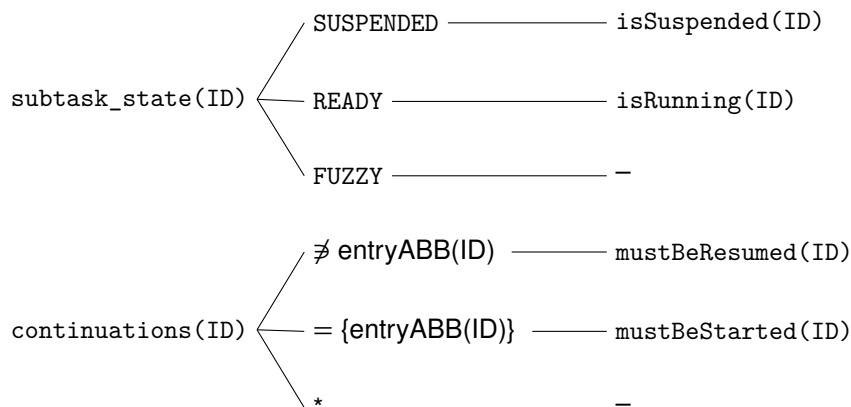 SUSPENDED isSuspended(ID)
subtask_state(ID) READY isRunning(ID)
FUZZY –
∌ entryABB(ID) mustBeResumed(ID)
continuations(ID) = {entryABB(ID)} mustBeStarted(ID)
* –